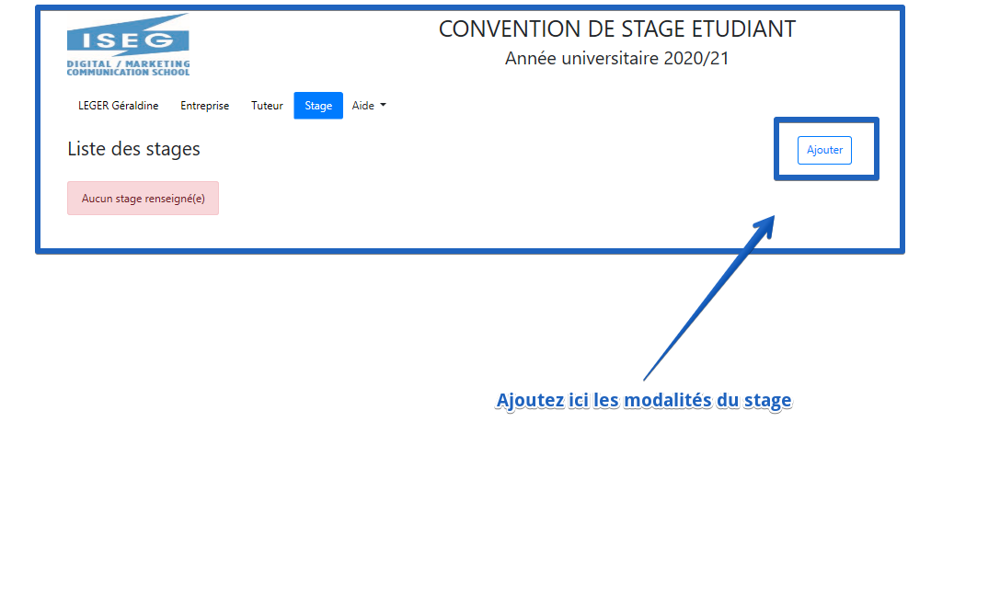 ISEG
DIGITAL / MARKETING
COMMUNICATION SCHOOL
CONVENTION DE STAGE ETUDIANT
Année universitaire 2020/21
LEGER Géraldine Entreprise Tuteur Stage Aide
Liste des stages
Ajouter
Aucun stage renseigné(e)
Ajoutez ici les modalités du stage